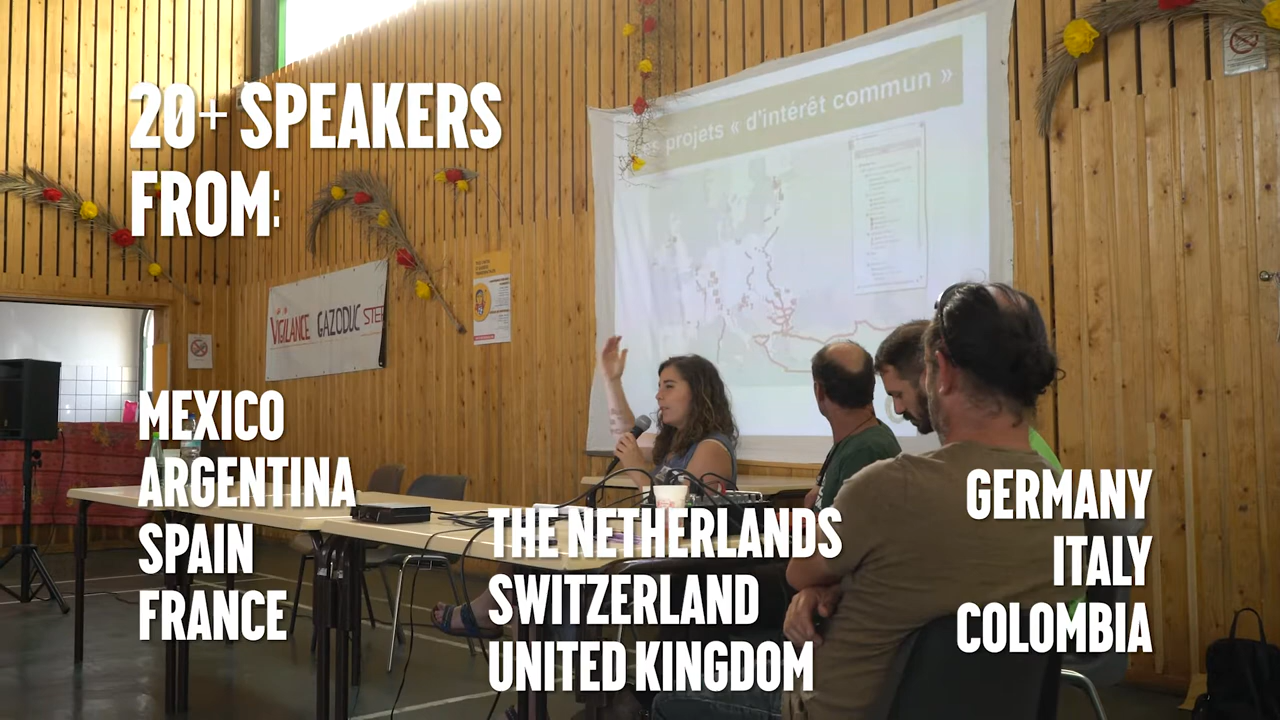 20+ SPEAKERS
FROM:
projets « d'intérêt commun »
VIGILANCE GAZODUC STEP
MEXICO
ARGENTINA
SPAIN
FRANCE
THE NETHERLANDS
SWITZERLAND
UNITED KINGDOM
GERMANY
ITALY
COLOMBIA